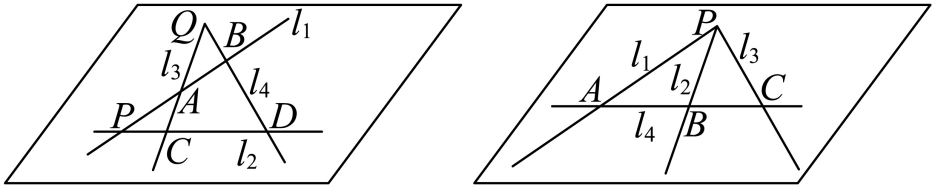 Q B l₁
l₃
l₄
P A D
C l₂
P
l₁ l₂ l₃
A C
l₄ B